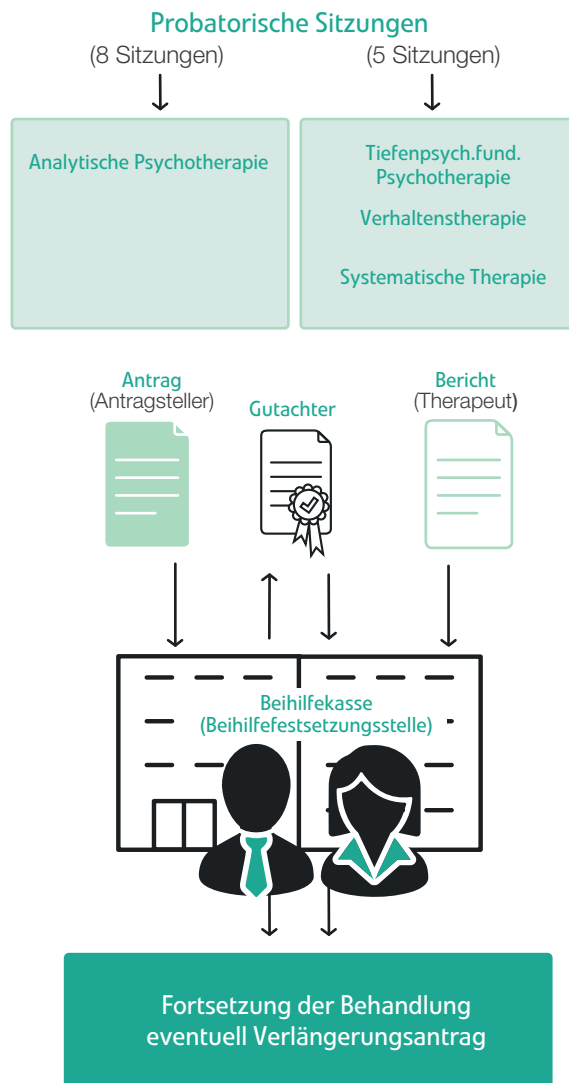 Probatorische Sitzungen
(8 Sitzungen)
(5 Sitzungen)
Analytische Psychotherapie
Tiefenpsych.fund.
Psychotherapie
Verhaltenstherapie
Systematische Therapie
Antrag
(Antragsteller)
Gutachter
Bericht
(Therapeut)
Beihilfekasse
(Beihilfefestsetzungsstelle)
Fortsetzung der Behandlung
eventuell Verlängerungsantrag